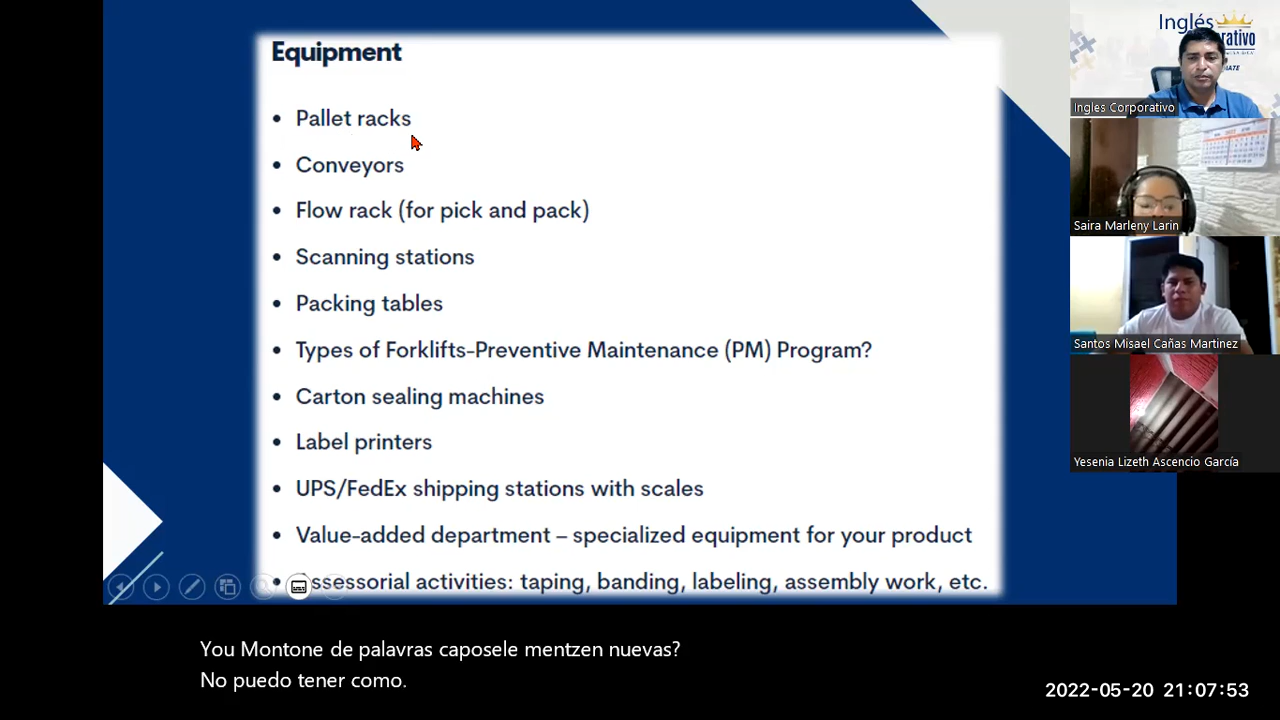 Equipment
• Pallet racks
• Conveyors
• Flow rack (for pick and pack)
• Scanning stations
• Packing tables
• Types of Forklifts-Preventive Maintenance (PM) Program?
• Carton sealing machines
• Label printers
• UPS/FedEx shipping stations with scales
• Value-added department – specialized equipment for your product
• Assessorial activities: taping, banding, labeling, assembly work, etc.
Inglés
Ingles Corporativo
Saira Marleny Larin
Santos Misael Cañas Martinez
Yesenia Lizeth Ascencio García
You Montone de palavras caposele mentzen nuevas?
No puedo tener como.
2022-05-20 21:07:53